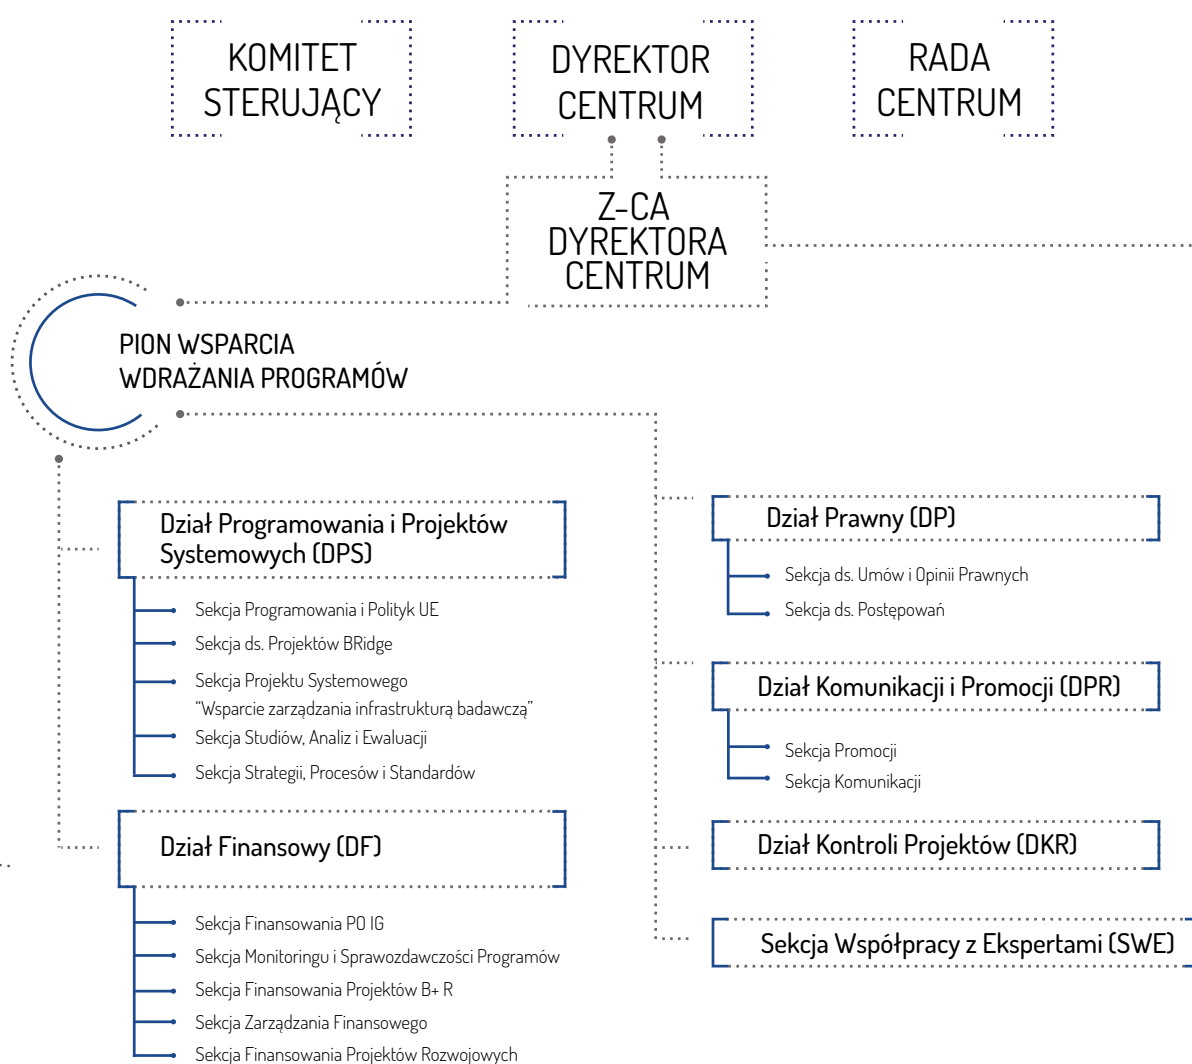 KOMITET
STERUJĄCY
DYREKTOR
CENTRUM
RADA
CENTRUM
Z-CA
DYREKTORA
CENTRUM
PION WSPARCIA
WDRAŻANIA PROGRAMÓW
Dział Programowania i Projektów
Systemowych (DPS)
Sekcja Programowania i Polityk UE
Sekcja ds. Projektów BRidge
Sekcja Projektu Systemowego
“Wsparcie zarządzania infrastrukturą badawczą”
Sekcja Studiów, Analiz i Ewaluacji
Sekcja Strategii, Procesów i Standardów
Dział Finansowy (DF)
Sekcja Finansowania PO IG
Sekcja Monitoringu i Sprawozdawczości Programów
Sekcja Finansowania Projektów B+ R
Sekcja Zarządzania Finansowego
Sekcja Finansowania Projektów Rozwojowych
Dział Prawny (DP)
Sekcja ds. Umów i Opinii Prawnych
Sekcja ds. Postępowań
Dział Komunikacji i Promocji (DPR)
Sekcja Promocji
Sekcja Komunikacji
Dział Kontroli Projektów (DKR)
Sekcja Współpracy z Ekspertami (SWE)